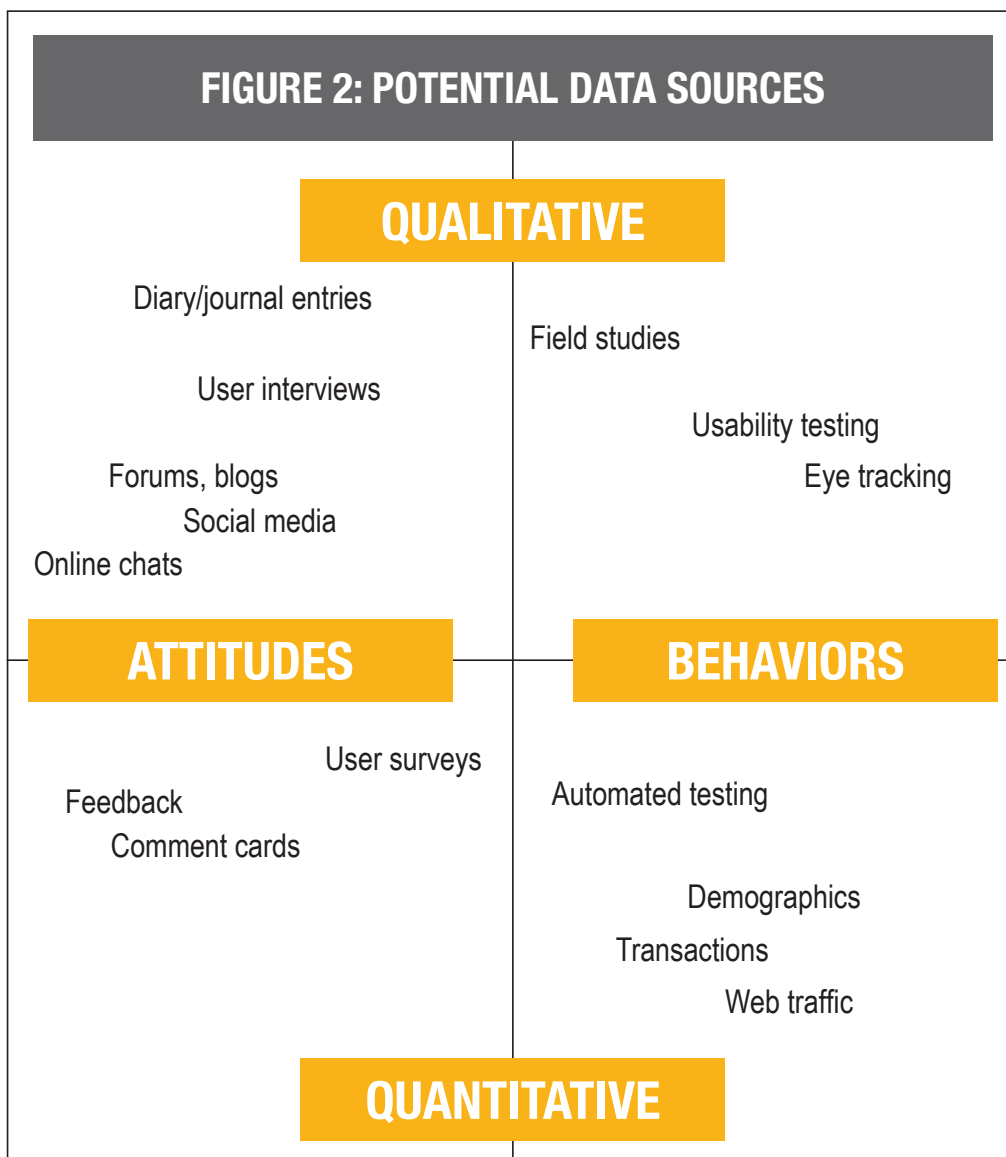 FIGURE 2: POTENTIAL DATA SOURCES
QUALITATIVE
Diary/journal entries
Field studies
User interviews
Usability testing
Forums, blogs
Eye tracking
Social media
Online chats
ATTITUDES
BEHAVIORS
User surveys
Automated testing
Feedback
Comment cards
Demographics
Transactions
Web traffic
QUANTITATIVE